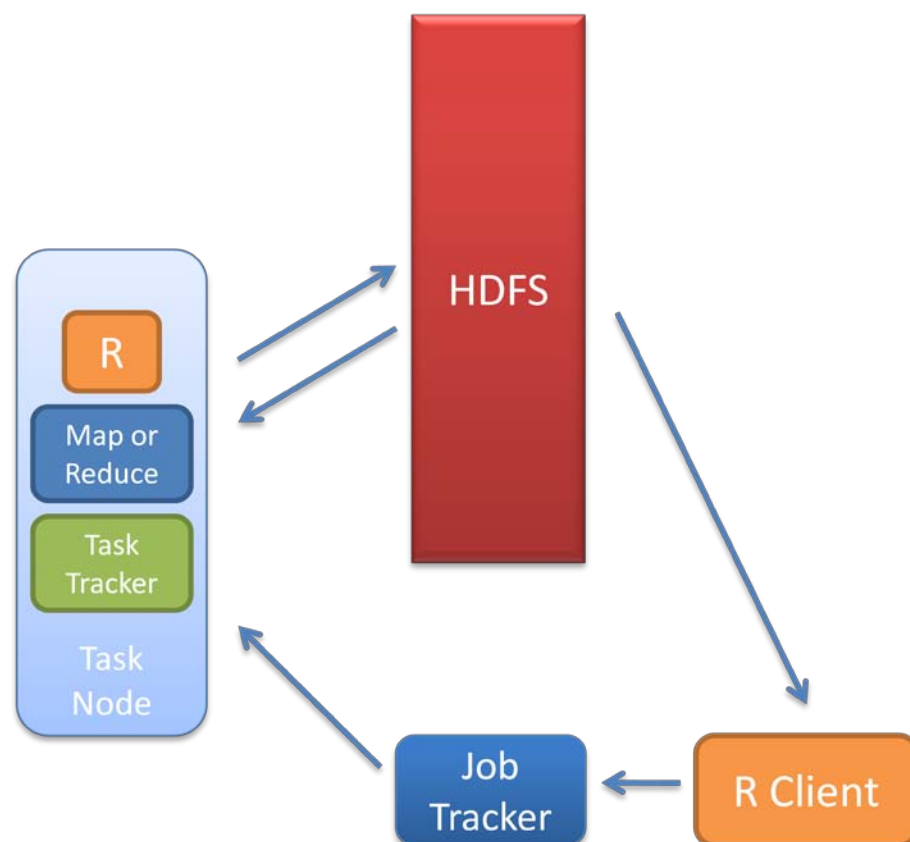 HDFS
R
Map or
Reduce
Task
Tracker
Task
Node
Job
Tracker
R Client